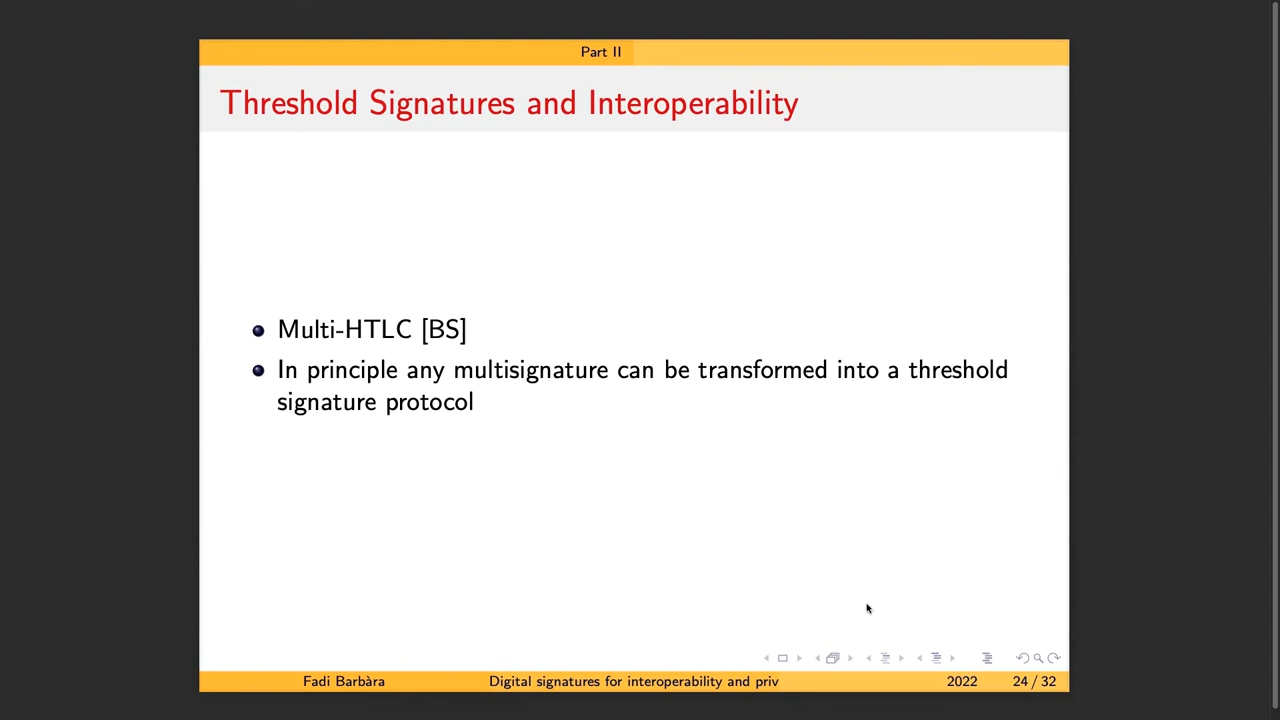 Part II
Threshold Signatures and Interoperability
Multi-HTLC [BS]
In principle any multisignature can be transformed into a threshold
signature protocol
Fadi Barbàra
Digital signatures for interoperability and priv
2022
24 / 32